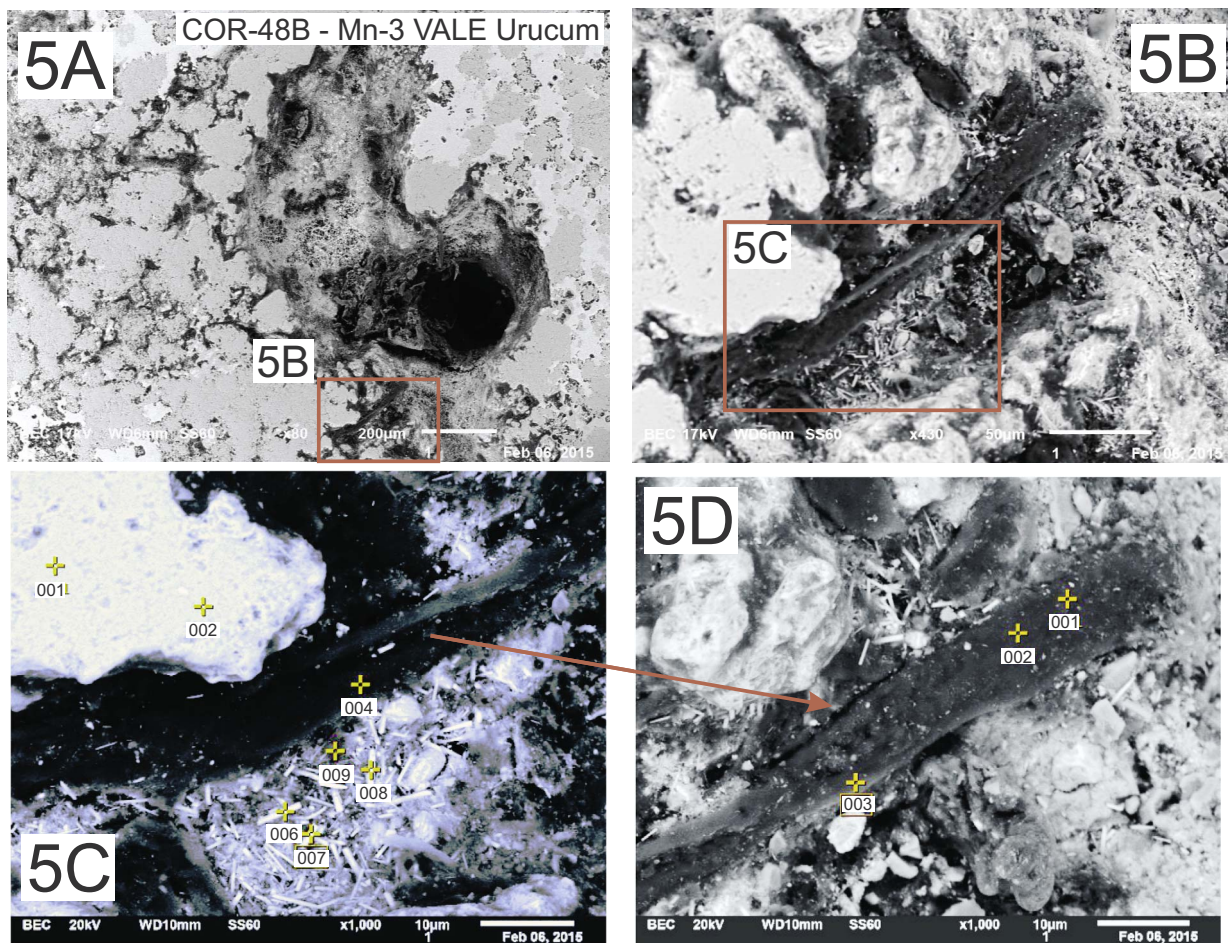 5A
COR-48B - Mn-3 VALE Urucum
5B
BEC 17kV WD6mm SS60 x80 200µm
1 Feb 06, 2015
5B
5C
BEC 17kV WD6mm SS60 x430 50µm
1 Feb 06, 2015
001
002
004
009
008
006
007
5C
BEC 20kV WD10mm SS60 x1,000 10µm
1 Feb 06, 2015
5D
001
002
003
BEC 20kV WD10mm SS60 x1,000 10µm
1 Feb 06, 2015